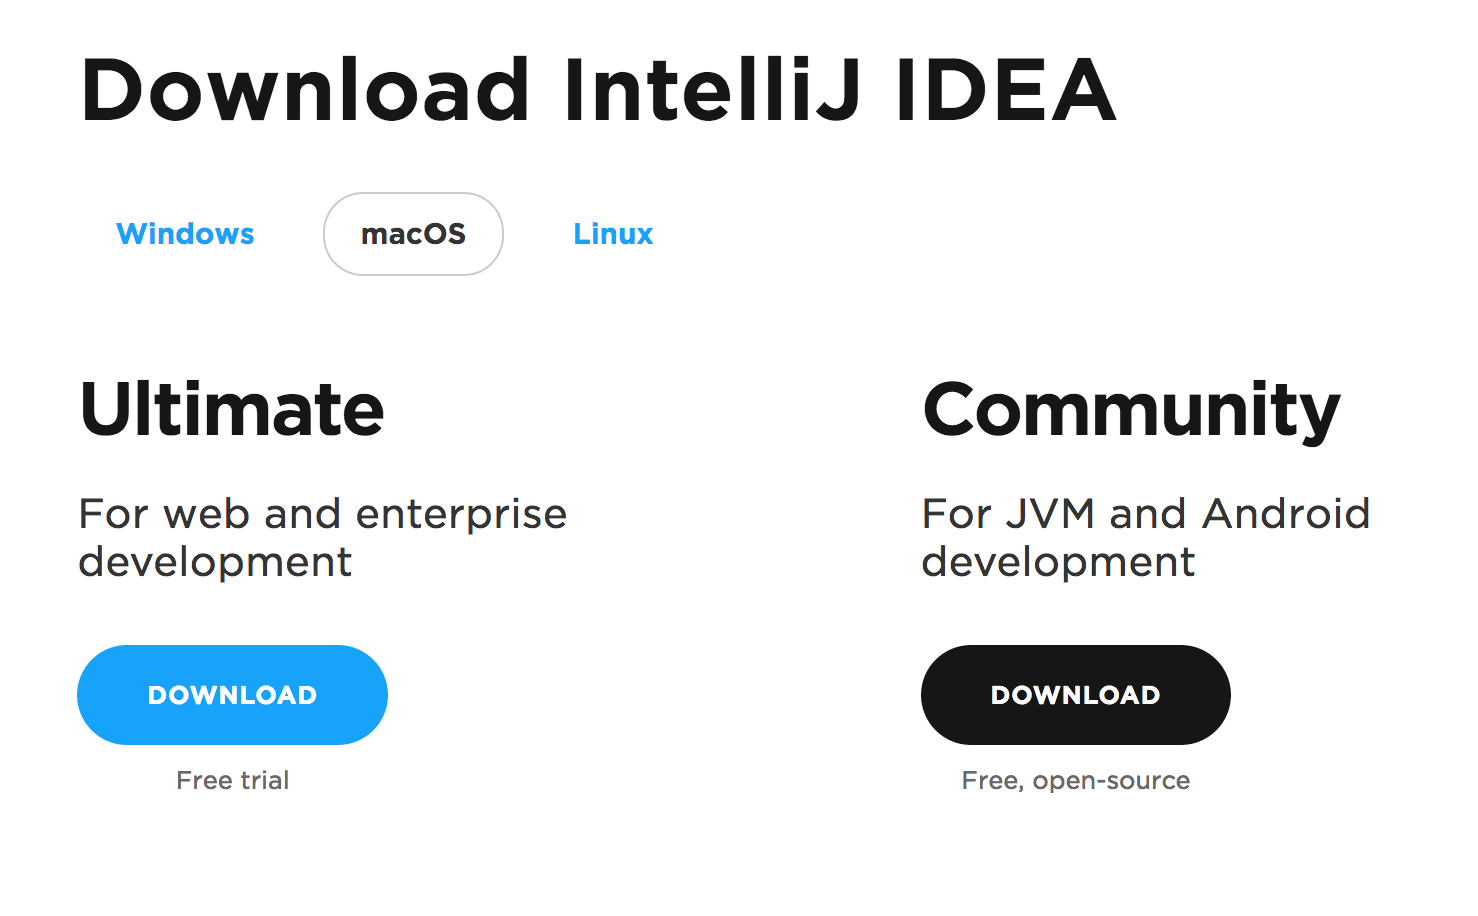 Download IntelliJ IDEA
Windows macOS Linux
Ultimate
For web and enterprise
development
DOWNLOAD
Free trial
Community
For JVM and Android
development
DOWNLOAD
Free, open-source